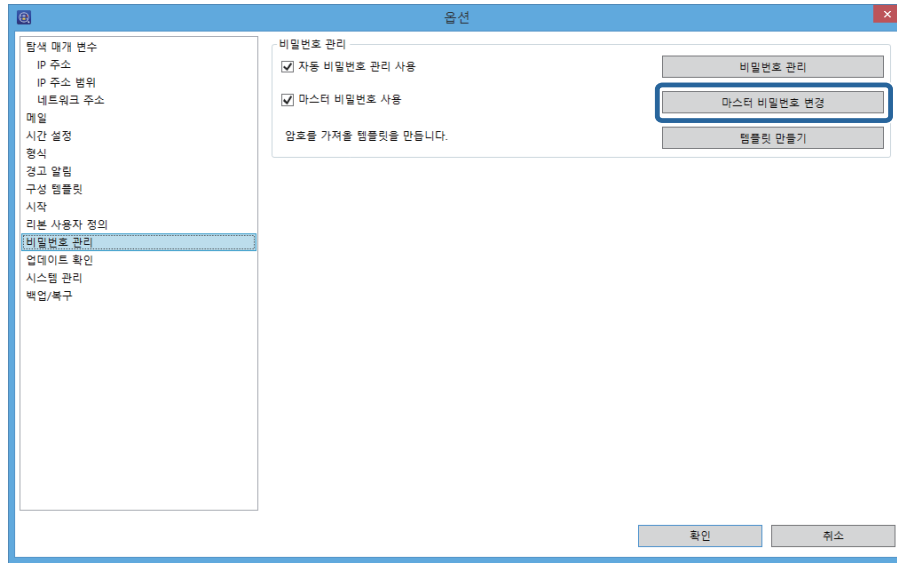 옵션
탐색 매개 변수
IP 주소
IP 주소 범위
네트워크 주소
메일
시간 설정
형식
경고 알림
구성 템플릿
시작
리본 사용자 정의
비밀번호 관리
업데이트 확인
시스템 관리
백업/복구
비밀번호 관리
자동 비밀번호 관리 사용
비밀번호 관리
마스터 비밀번호 사용
마스터 비밀번호 변경
암호를 가져올 템플릿을 만듭니다.
템플릿 만들기
확인
취소